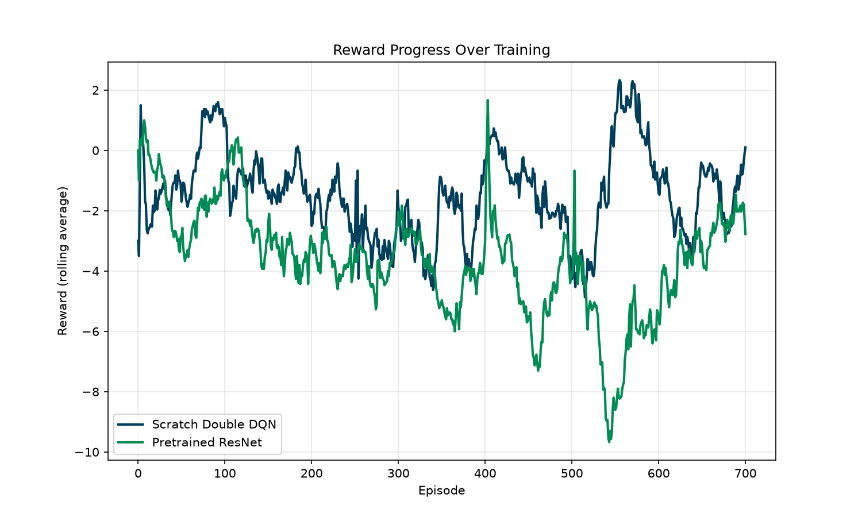 Reward Progress Over Training
Reward (rolling average)
2
0
−2
−4
−6
−8
−10
Scratch Double DQN
Pretrained ResNet
0 100 200 300 400 500 600 700
Episode